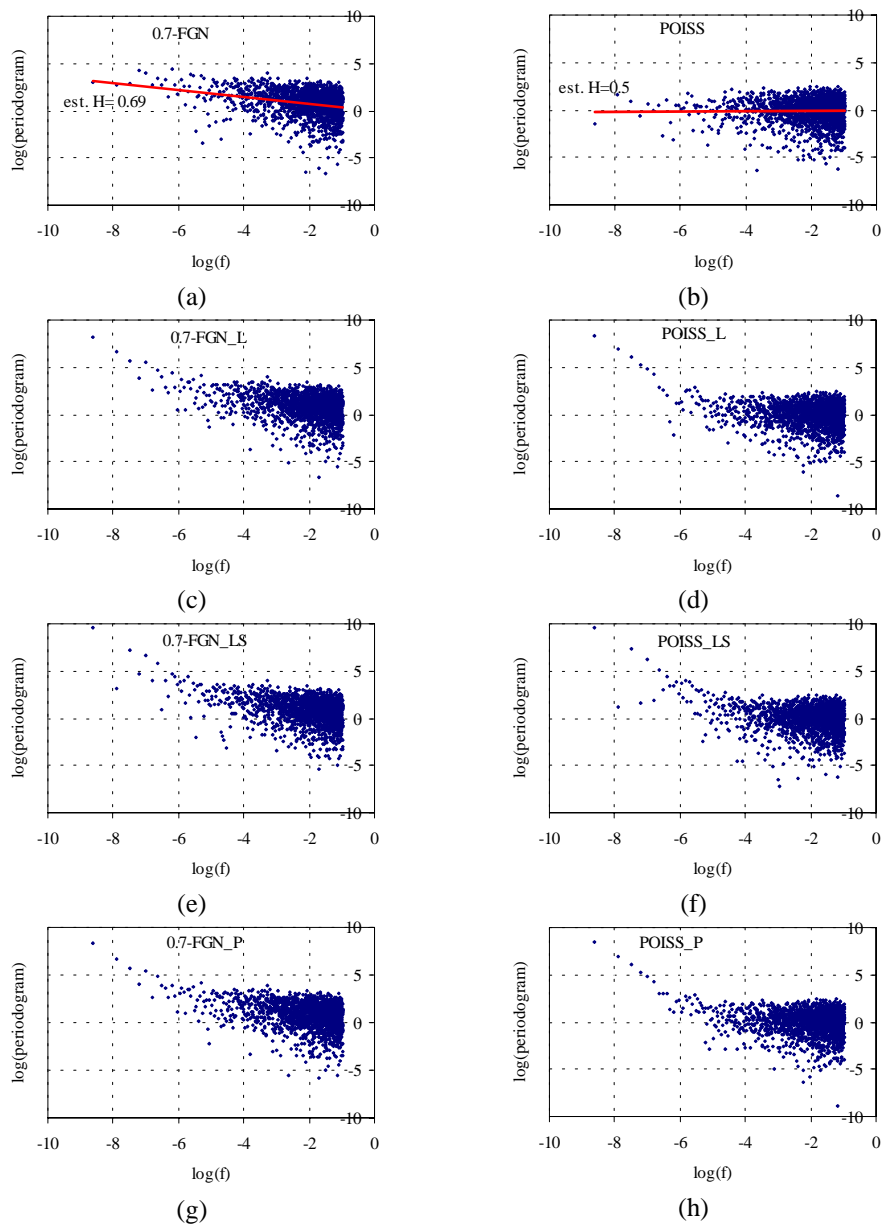 0.7-FGN
est. H= 0.69
log(periodogram)
10
5
0
-5
-10
-10 -8 -6 -4 -2 0
log(f)
(a)
POISS
est. H=0.5
log(periodogram)
10
5
0
-5
-10
-10 -8 -6 -4 -2 0
log(f)
(b)
0.7-FGN_L
log(periodogram)
10
5
0
-5
-10
-10 -8 -6 -4 -2 0
log(f)
(c)
POISS_L
log(periodogram)
10
5
0
-5
-10
-10 -8 -6 -4 -2 0
log(f)
(d)
0.7-FGN_LS
log(periodogram)
10
5
0
-5
-10
-10 -8 -6 -4 -2 0
log(f)
(e)
POISS_LS
log(periodogram)
10
5
0
-5
-10
-10 -8 -6 -4 -2 0
log(f)
(f)
0.7-FGN_P
log(periodogram)
10
5
0
-5
-10
-10 -8 -6 -4 -2 0
log(f)
(g)
POISS_P
log(periodogram)
10
5
0
-5
-10
-10 -8 -6 -4 -2 0
log(f)
(h)